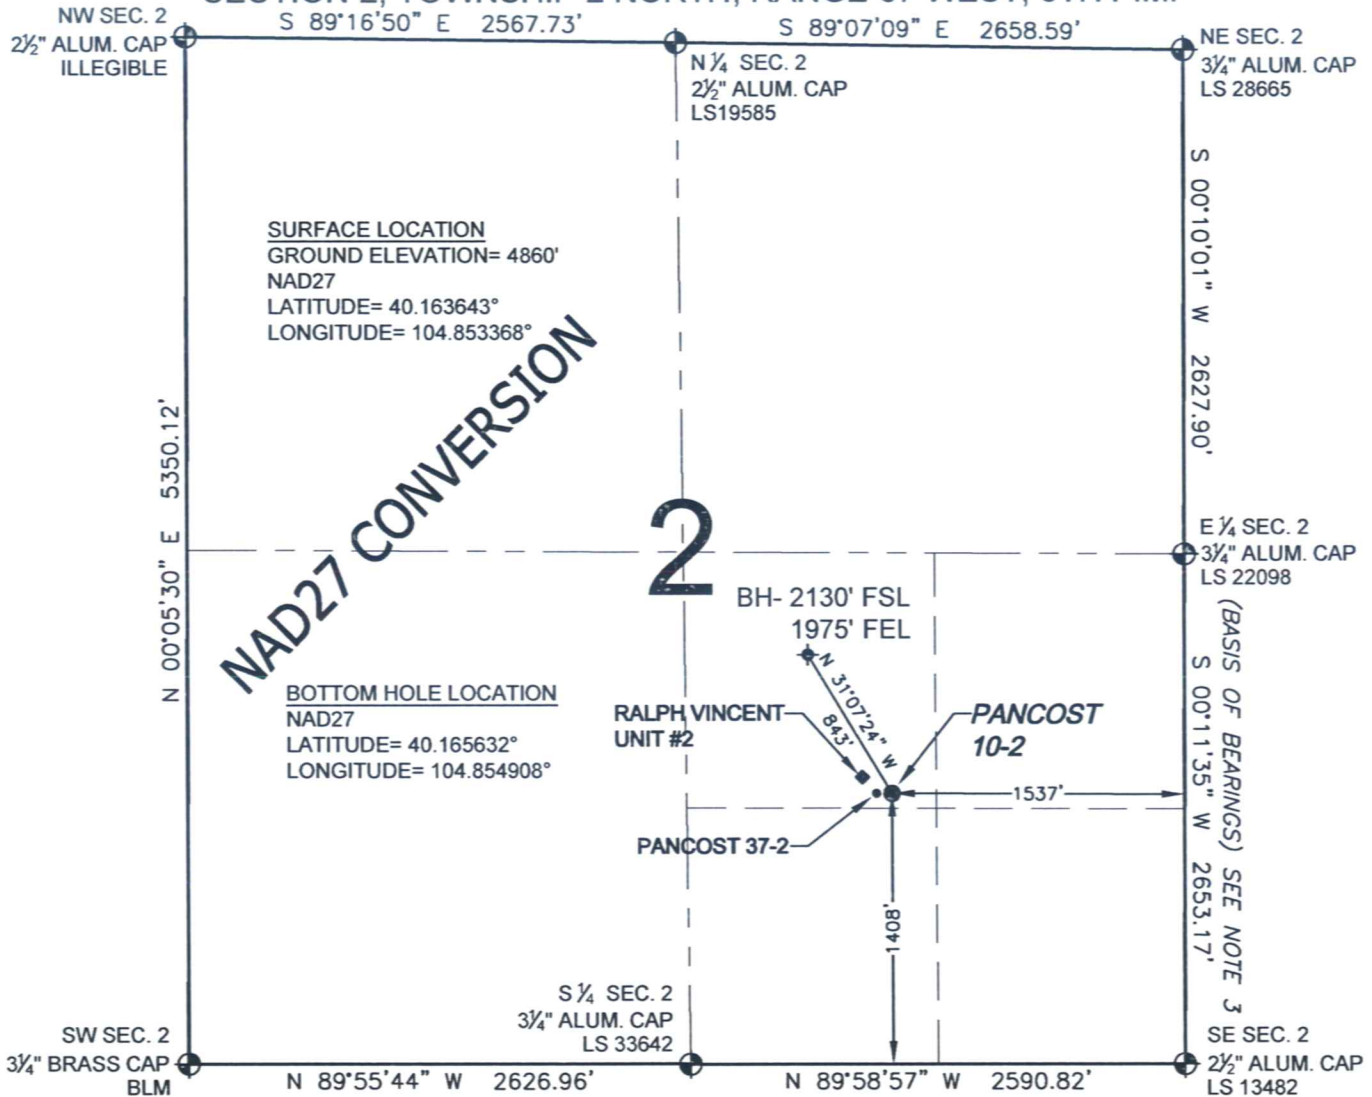 NW SEC. 2
2½" ALUM. CAP
ILLEGIBLE
S 89°16'50" E 2567.73'
S 89°07'09" E 2658.59'
NE SEC. 2
3¼" ALUM. CAP
LS 28665
N ¼ SEC. 2
2½" ALUM. CAP
LS19585
S 00°10'01" W 2627.90'
SURFACE LOCATION
GROUND ELEVATION= 4860'
NAD27
LATITUDE= 40.163643°
LONGITUDE= 104.853368°
NAD27 CONVERSION
N 00°05'30" E 5350.12'
2
E ¼ SEC. 2
3¼" ALUM. CAP
LS 22098
BH- 2130' FSL
1975' FEL
(BASIS OF BEARINGS) SEE NOTE 3
S 00°11'35" W 2653.17'
BOTTOM HOLE LOCATION
NAD27
LATITUDE= 40.165632°
LONGITUDE= 104.854908°
N 31°07'24" W
843'
RALPH VINCENT
UNIT #2
PANCOST
10-2
1537'
PANCOST 37-2
1408'
S ¼ SEC. 2
3¼" ALUM. CAP
LS 33642
SW SEC. 2
3¼" BRASS CAP
BLM
N 89°55'44" W 2626.96'
N 89°58'57" W 2590.82'
SE SEC. 2
2½" ALUM. CAP
LS 13482